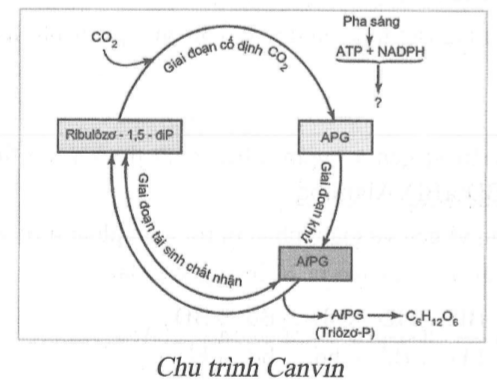 Pha sáng
CO2
ATP + NADPH
?
Giai đoạn cố định CO2
Ribulôzơ - 1,5 - điP
APG
Giai đoạn khử
Giai đoạn tái sinh chất nhận
AlPG
AlPG → C6H12O6
(Triôzơ-P)
Chu trình Canvin